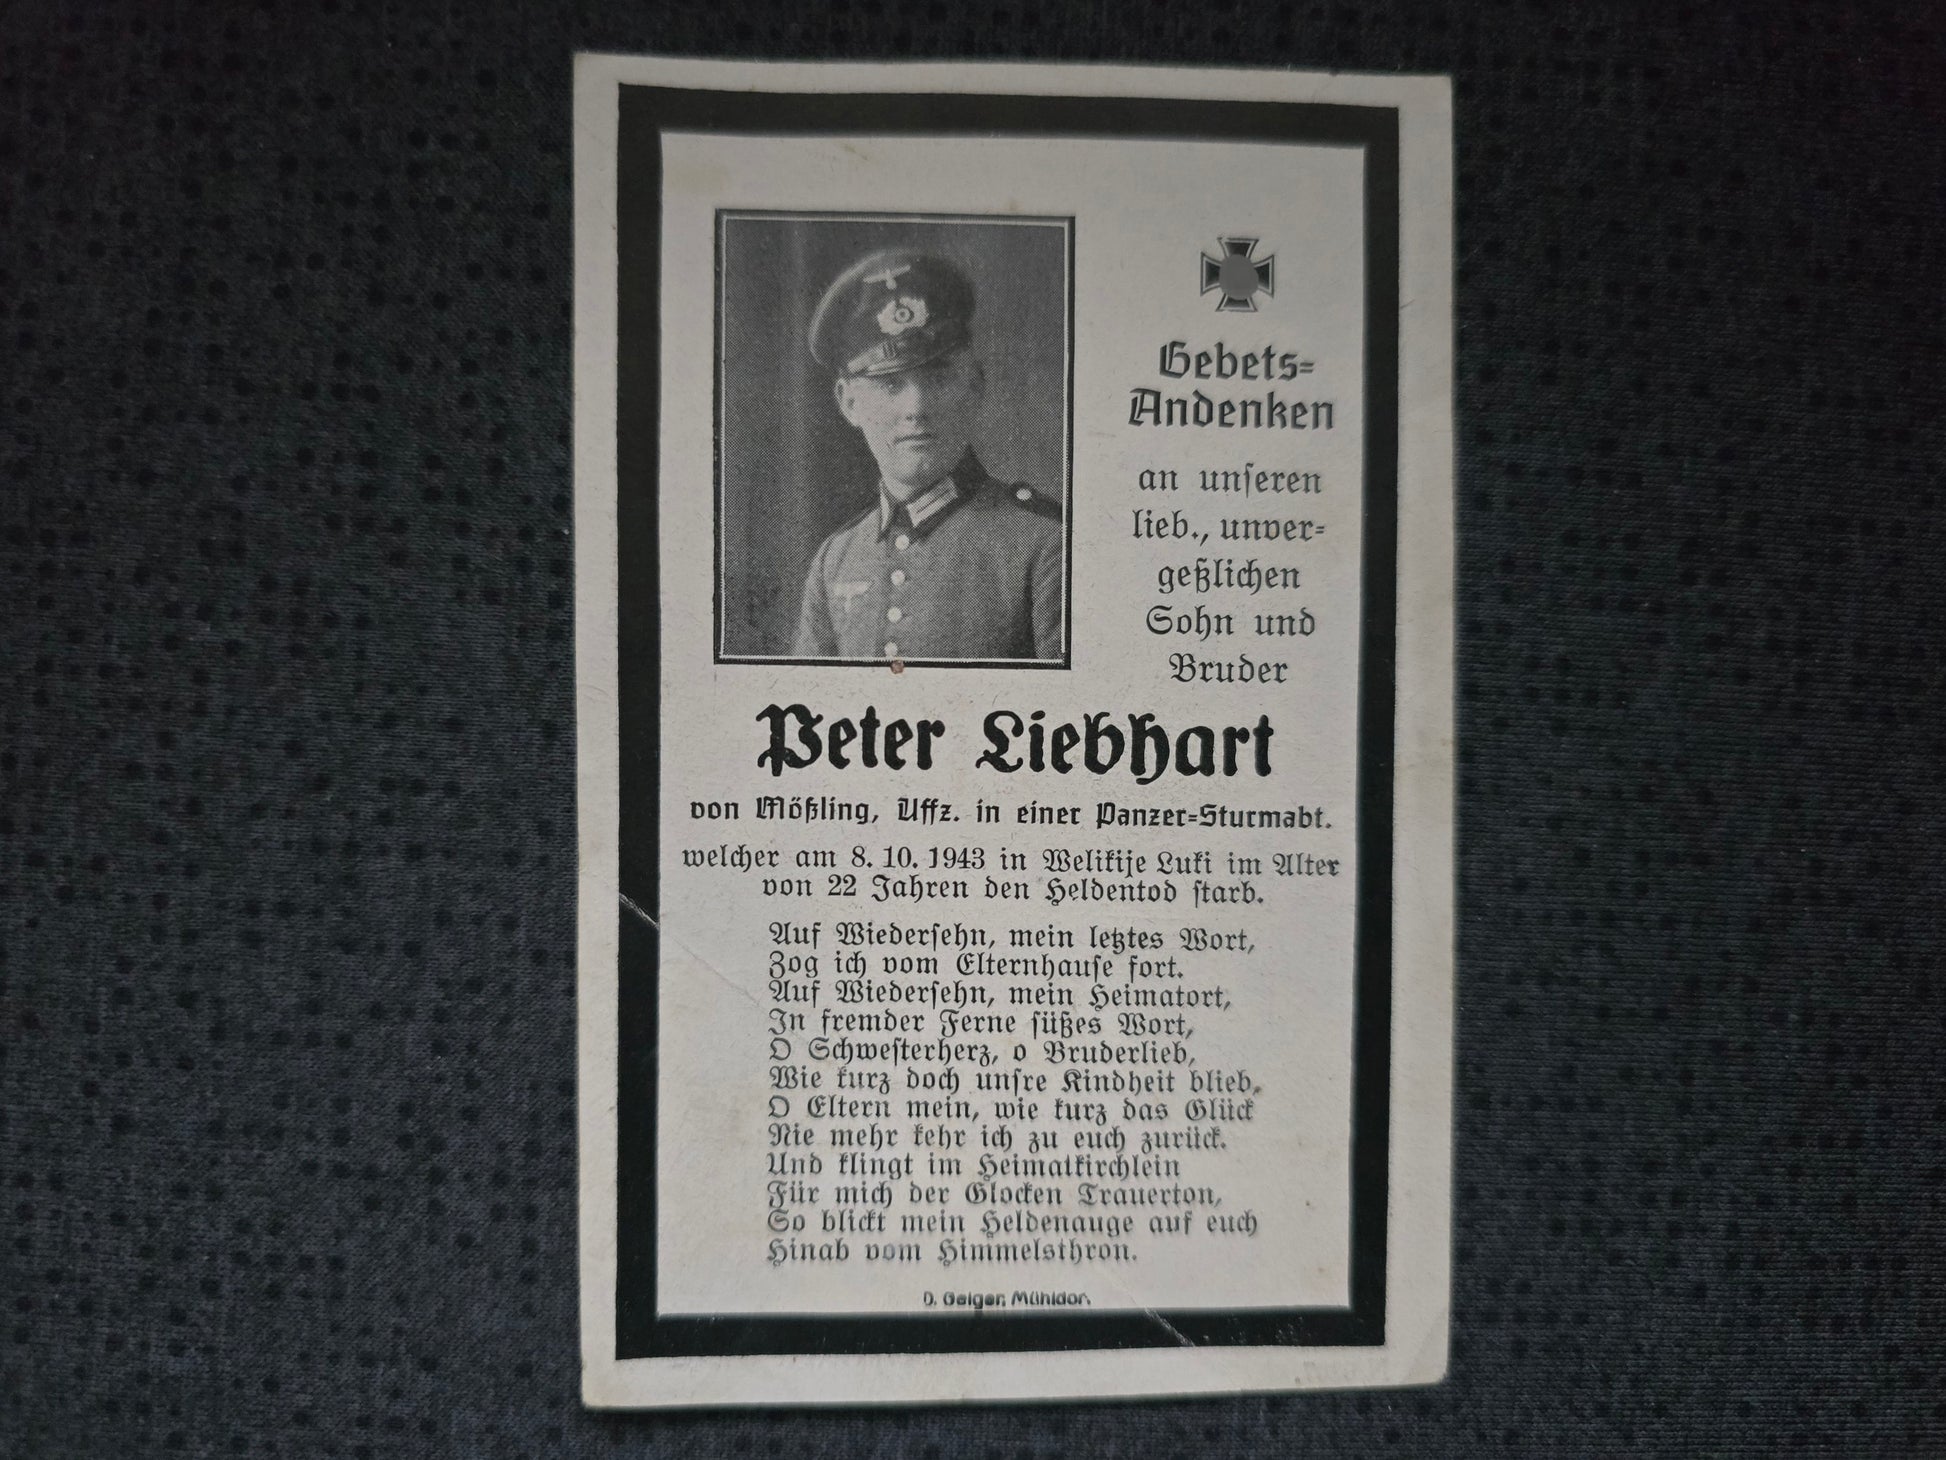 Gebets=
Andenken
an unſeren
lieb., unver=
geßlichen
Sohn und
Bruder
Peter Liebhart
von Mößling, Uffz. in einer Panzer=Sturmabt.
welcher am 8. 10. 1943 in Welikije Luki im Alter
von 22 Jahren den Heldentod ſtarb.
Auf Wiederſehn, mein letztes Wort,
Zog ich vom Elternhauſe fort.
Auf Wiederſehn, mein Heimatort,
In fremder Ferne ſüßes Wort,
O Schweſterherz, o Bruderlieb,
Wie kurz doch unſre Kindheit blieb,
O Eltern mein, wie kurz das Glück
Nie mehr kehr ich zu euch zurück.
Und klingt im Heimatkirchlein
Für mich der Glocken Trauerton,
So blickt mein Heldenauge auf euch
Hinab vom Himmelsthron.
D. Geiger, Mühldorf